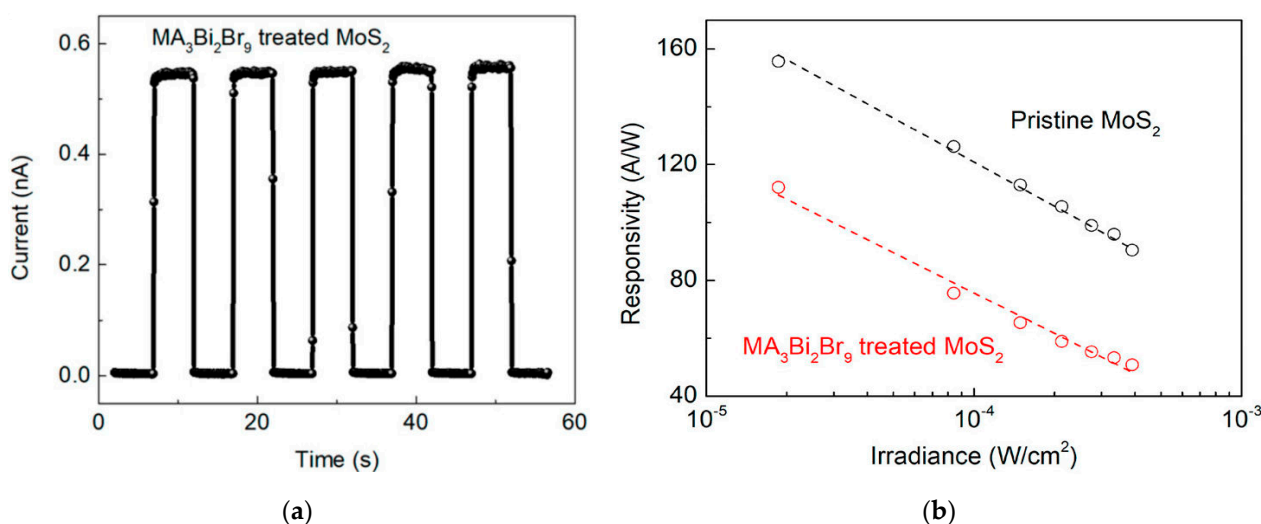 MA₃Bi₂Br₉ treated MoS₂
0.6
0.4
0.2
0.0
Current (nA)
0
20
40
60
Time (s)
(a)
160
120
80
40
Responsivity (A/W)
Pristine MoS₂
MA₃Bi₂Br₉ treated MoS₂
10⁻⁵
10⁻⁴
10⁻³
Irradiance (W/cm²)
(b)